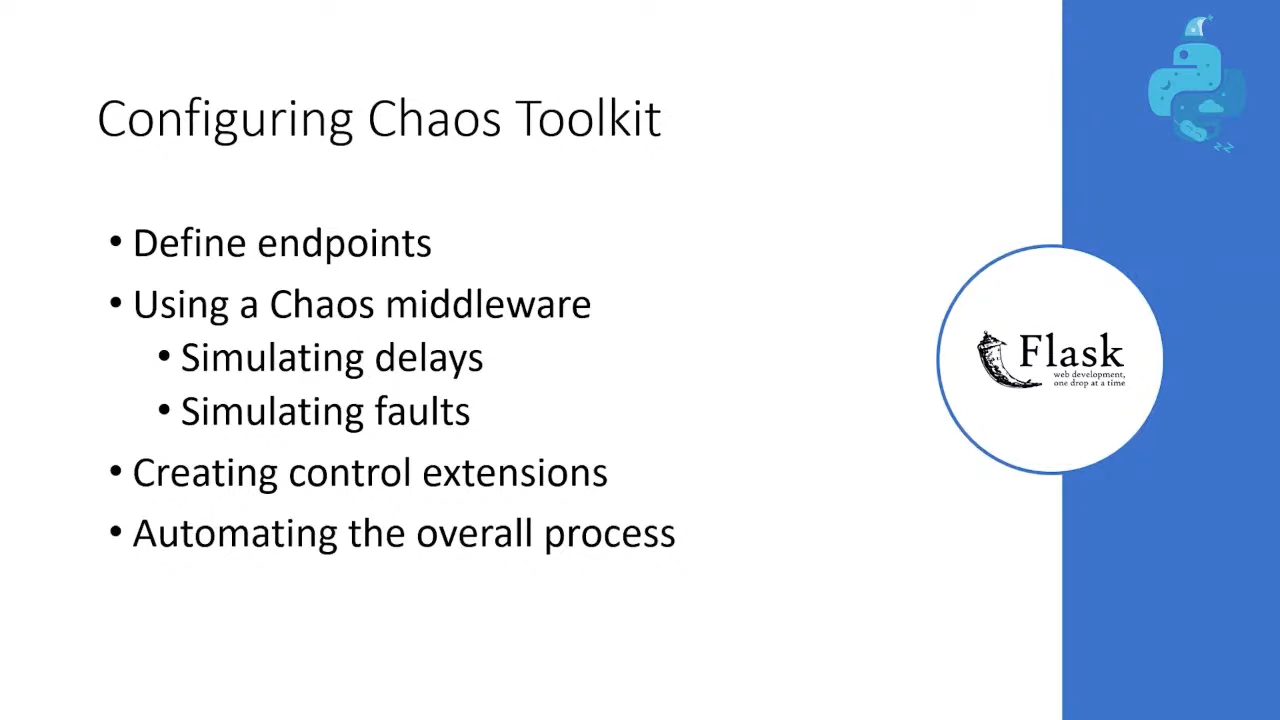 Configuring Chaos Toolkit
• Define endpoints
• Using a Chaos middleware
• Simulating delays
• Simulating faults
• Creating control extensions
• Automating the overall process
Flask
web development,
one drop at a time
zz